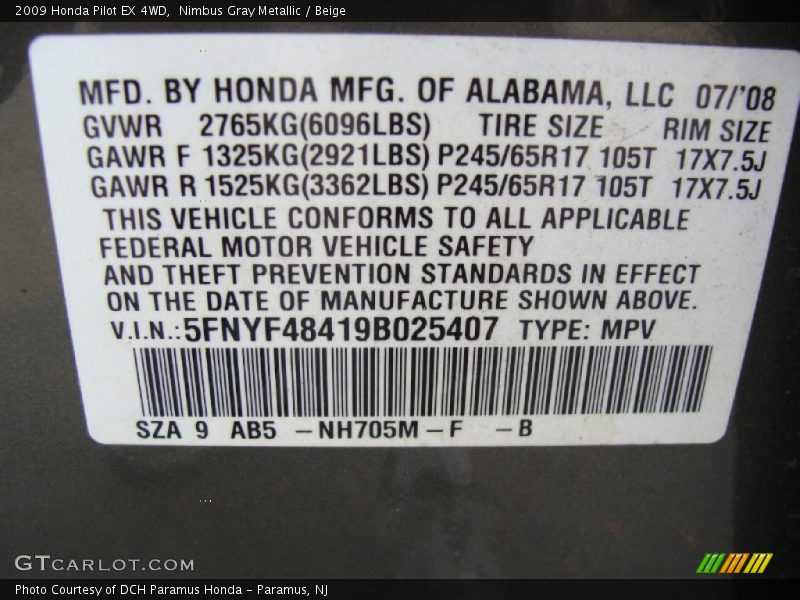 2009 Honda Pilot EX 4WD, Nimbus Gray Metallic / Beige
MFD. BY HONDA MFG. OF ALABAMA, LLC 07/'08
GVWR 2765KG(6096LBS) TIRE SIZE RIM SIZE
GAWR F 1325KG(2921LBS) P245/65R17 105T 17X7.5J
GAWR R 1525KG(3362LBS) P245/65R17 105T 17X7.5J
THIS VEHICLE CONFORMS TO ALL APPLICABLE
FEDERAL MOTOR VEHICLE SAFETY
AND THEFT PREVENTION STANDARDS IN EFFECT
ON THE DATE OF MANUFACTURE SHOWN ABOVE.
V.I.N.: 5FNYF48419B025407 TYPE: MPV
SZA 9 AB5 -NH705M-F -B
GTCARLOT.COM
Photo Courtesy of DCH Paramus Honda - Paramus, NJ